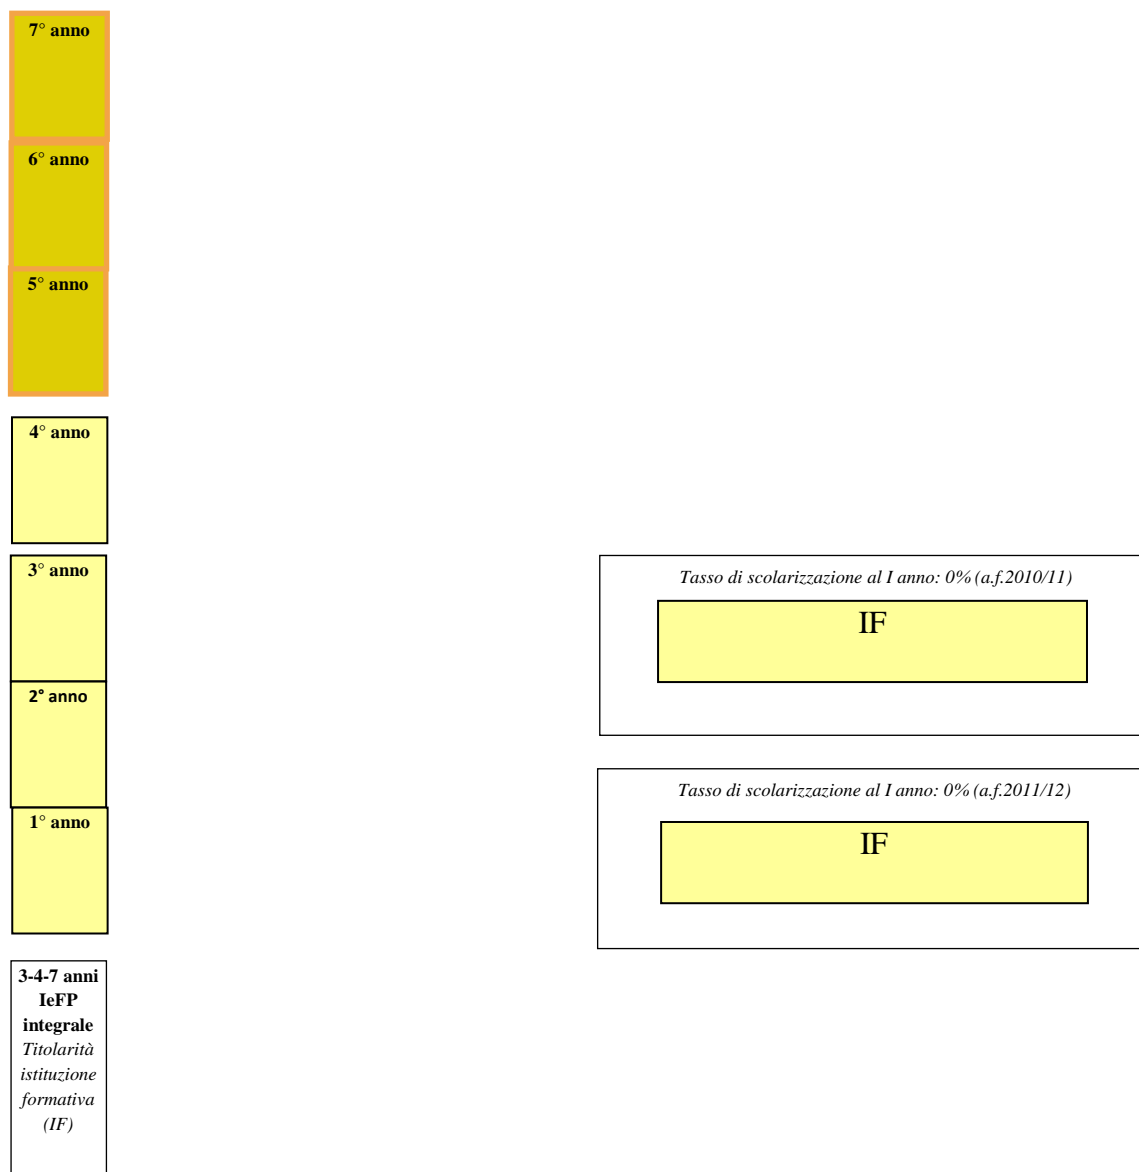 7° anno
6° anno
5° anno
4° anno
3° anno
2° anno
1° anno
3-4-7 anni
IeFP
integrale
Titolarità
istituzione
formativa
(IF)
Tasso di scolarizzazione al I anno: 0% (a.f.2010/11)
IF
Tasso di scolarizzazione al I anno: 0% (a.f.2011/12)
IF